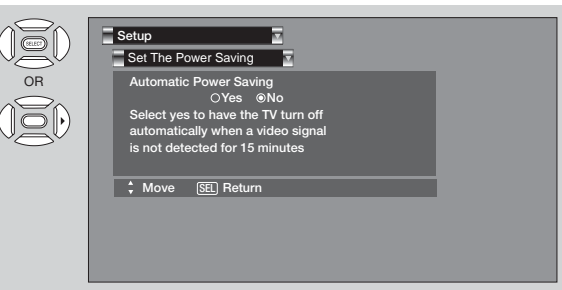 SELECT
OR
Setup
Set The Power Saving
Automatic Power Saving
Yes No
Select yes to have the TV turn off
automatically when a video signal
is not detected for 15 minutes
Move SEL Return